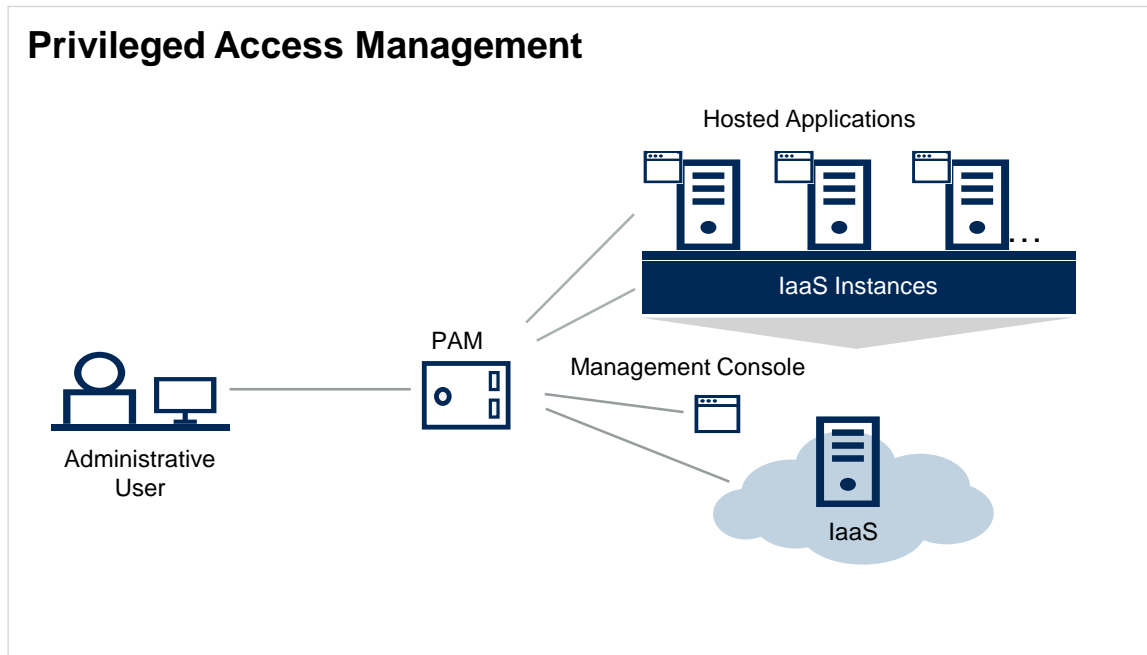 Privileged Access Management
Hosted Applications
...
IaaS Instances
PAM
Management Console
Administrative
User
IaaS